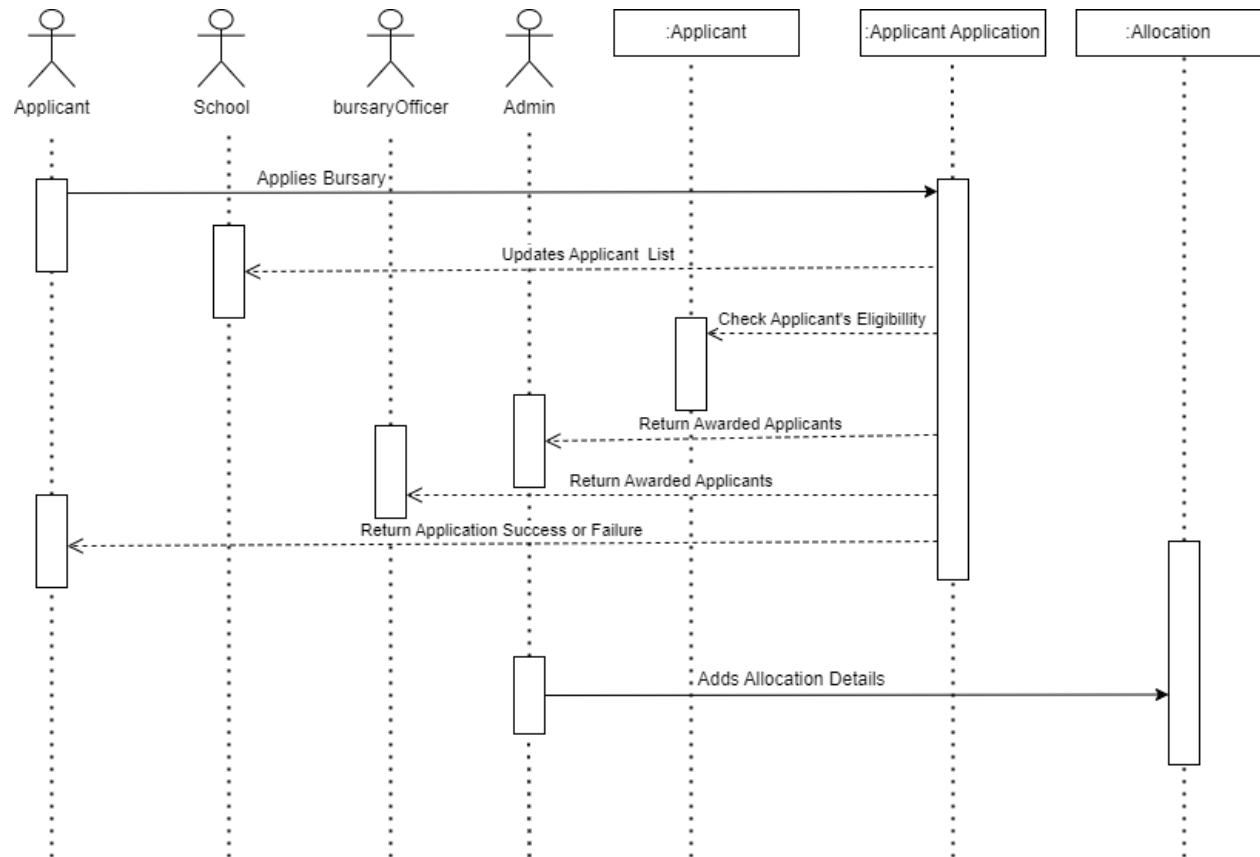 :Applicant
:Applicant Application
:Allocation
Applicant
School
bursaryOfficer
Admin
Applies Bursary
Updates Applicant List
Check Applicant's Eligibillity
Return Awarded Applicants
Return Awarded Applicants
Return Application Success or Failure
Adds Allocation Details